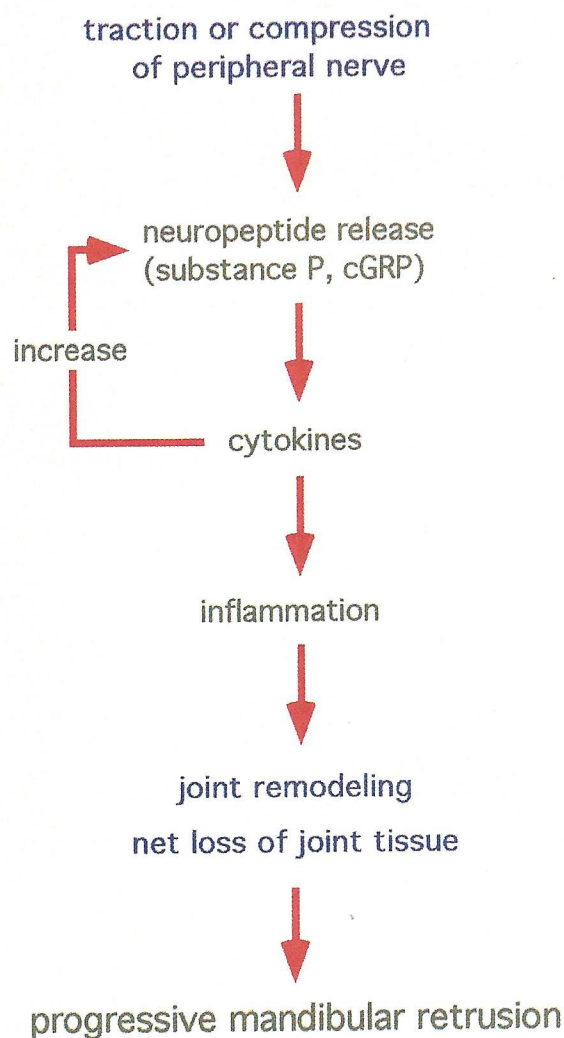 traction or compression
of peripheral nerve
neuropeptide release
(substance P, cGRP)
increase
cytokines
inflammation
joint remodeling
net loss of joint tissue
progressive mandibular retrusion